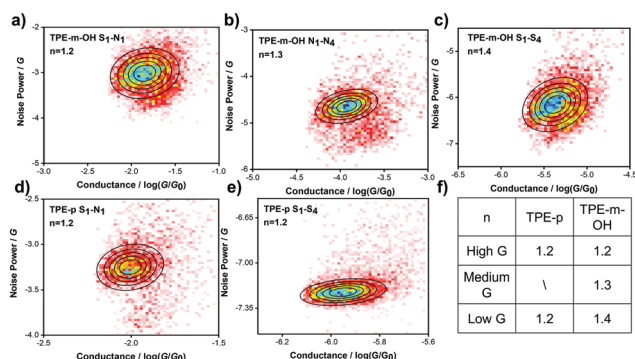 a)
TPE-m-OH S₁-N₁
n=1.2
Noise Power / G
-2
-3
-4
-5
-3.0 -2.5 -2.0 -1.5 -1.0
Conductance / log(G/G₀)
b)
TPE-m-OH N₁-N₄
n=1.3
Noise Power / G
-3
-4
-5
-6
-5.0 -4.5 -4.0 -3.5 -3.0
Conductance / log(G/G₀)
c)
TPE-m-OH S₁-S₄
n=1.4
Noise Power / G
-5
-6
-7
-6.5 -6.0 -5.5 -5.0 -4.5
Conductance / log(G/G₀)
d)
TPE-p S₁-N₁
n=1.2
Noise Power / G
-2.5
-3.0
-3.5
-4.0
-2.5 -2.0 -1.5
Conductance / log(G/G₀)
e)
TPE-p S₁-S₄
n=1.2
Noise Power / G
-6.65
-7.00
-7.35
-6.2 -6.0 -5.8 -5.6
Conductance / log(G/G₀)
f)
n TPE-p TPE-m-OH
High G 1.2 1.2
Medium G \ 1.3
Low G 1.2 1.4